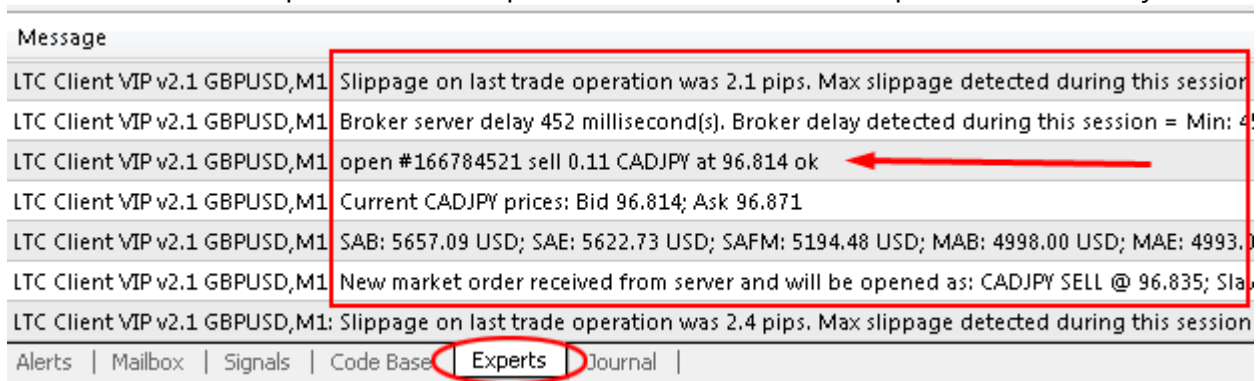 Message
LTC Client VIP v2.1 GBPUSD,M1 Slippage on last trade operation was 2.1 pips. Max slippage detected during this session
LTC Client VIP v2.1 GBPUSD,M1 Broker server delay 452 millisecond(s). Broker delay detected during this session = Min:
LTC Client VIP v2.1 GBPUSD,M1 open #166784521 sell 0.11 CADJPY at 96.814 ok
LTC Client VIP v2.1 GBPUSD,M1 Current CADJPY prices: Bid 96.814; Ask 96.871
LTC Client VIP v2.1 GBPUSD,M1 SAB: 5657.09 USD; SAE: 5622.73 USD; SAFM: 5194.48 USD; MAB: 4998.00 USD; MAE:
LTC Client VIP v2.1 GBPUSD,M1 New market order received from server and will be opened as: CADJPY SELL @ 96.835;
LTC Client VIP v2.1 GBPUSD,M1: Slippage on last trade operation was 2.4 pips. Max slippage detected during this session
Alerts | Mailbox | Signals | Code Base | Experts | Journal |